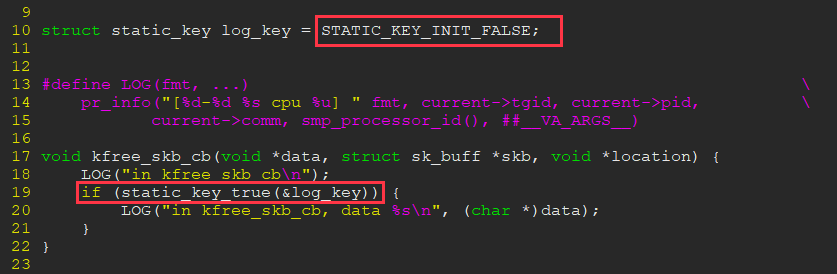 9
10 struct static_key log_key = STATIC_KEY_INIT_FALSE;
11
12
13 #define LOG(fmt, ...) \
14     pr_info("[%d-%d %s cpu %u] " fmt, current->tgid, current->pid, \
15            current->comm, smp_processor_id(), ##__VA_ARGS__)
16
17 void kfree_skb_cb(void *data, struct sk_buff *skb, void *location) {
18     LOG("in kfree_skb_cb\n");
19     if (static_key_true(&log_key)) {
20         LOG("in kfree_skb_cb, data %s\n", (char *)data);
21     }
22 }
23